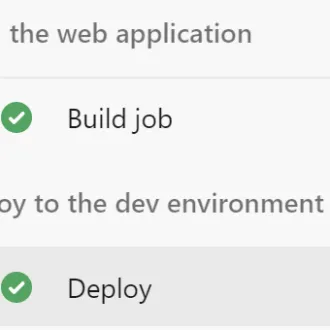 the web application
Build job
oy to the dev environment
Deploy